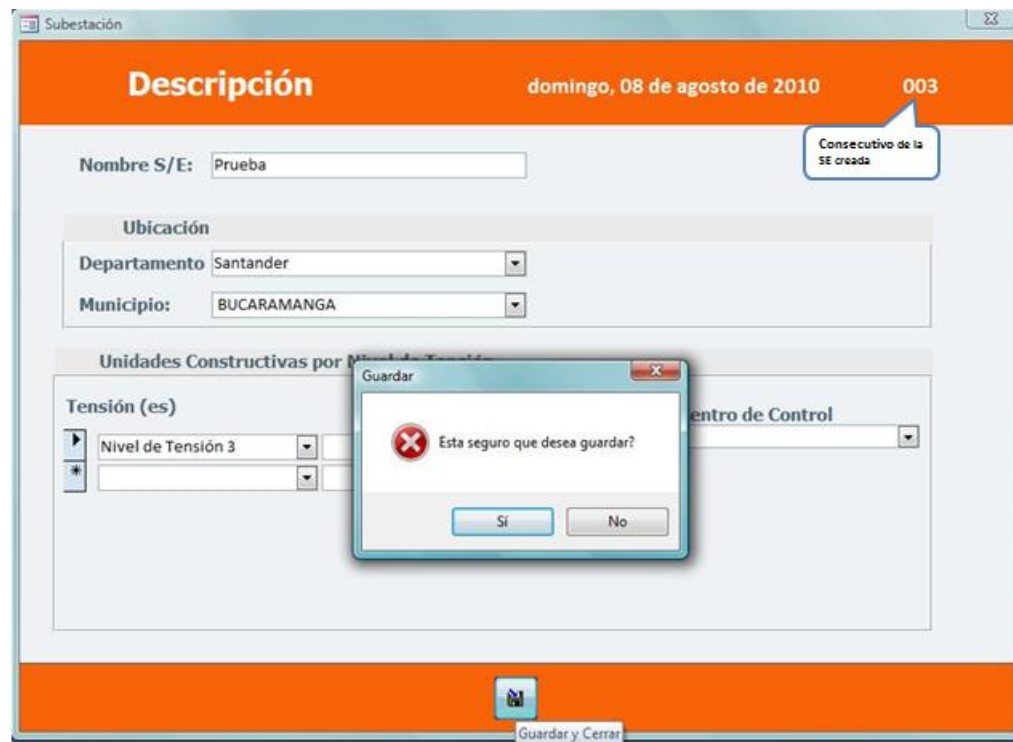 Subestación
Descripción domingo, 08 de agosto de 2010 003
Consecutivo de la
SE creada
Nombre S/E: Prueba
Ubicación
Departamento Santander
Municipio: BUCARAMANGA
Unidades Constructivas por
Guardar
Tensión (es)
entro de Control
Nivel de Tensión 3
Esta seguro que desea guardar?
Sí No
Guardar y Cerrar